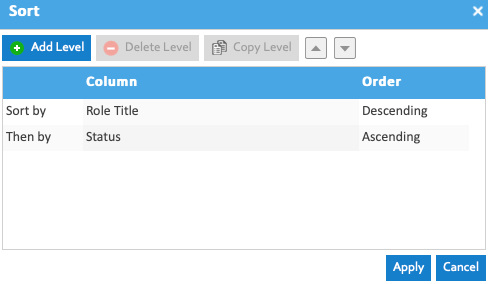 Sort
Add Level Delete Level Copy Level
Column Order
Sort by Role Title Descending
Then by Status Ascending
Apply Cancel